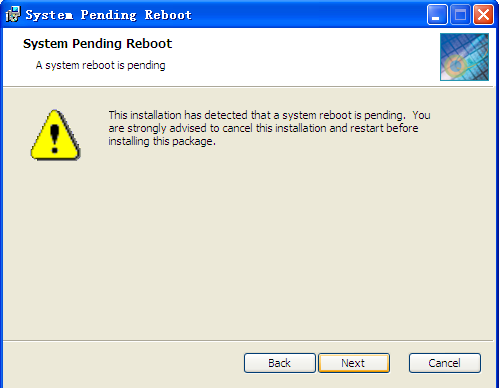 System Pending Reboot
System Pending Reboot
A system reboot is pending
This installation has detected that a system reboot is pending. You
are strongly advised to cancel this installation and restart before
installing this package.
Back
Next
Cancel